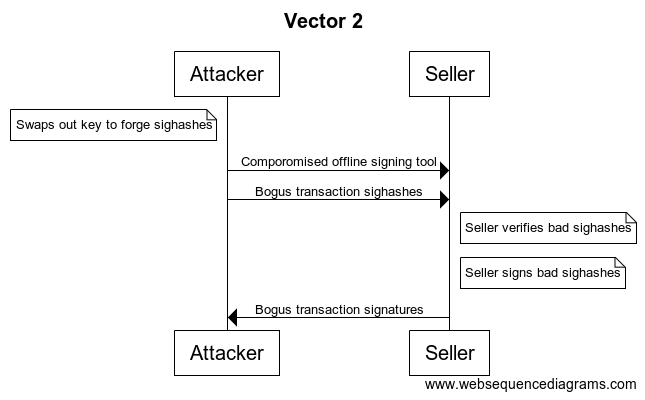 Vector 2
Attacker
Seller
Swaps out key to forge sighashes
Comporomised offline signing tool
Bogus transaction sighashes
Seller verifies bad sighashes
Seller signs bad sighashes
Bogus transaction signatures
Attacker
Seller
www.websequencediagrams.com